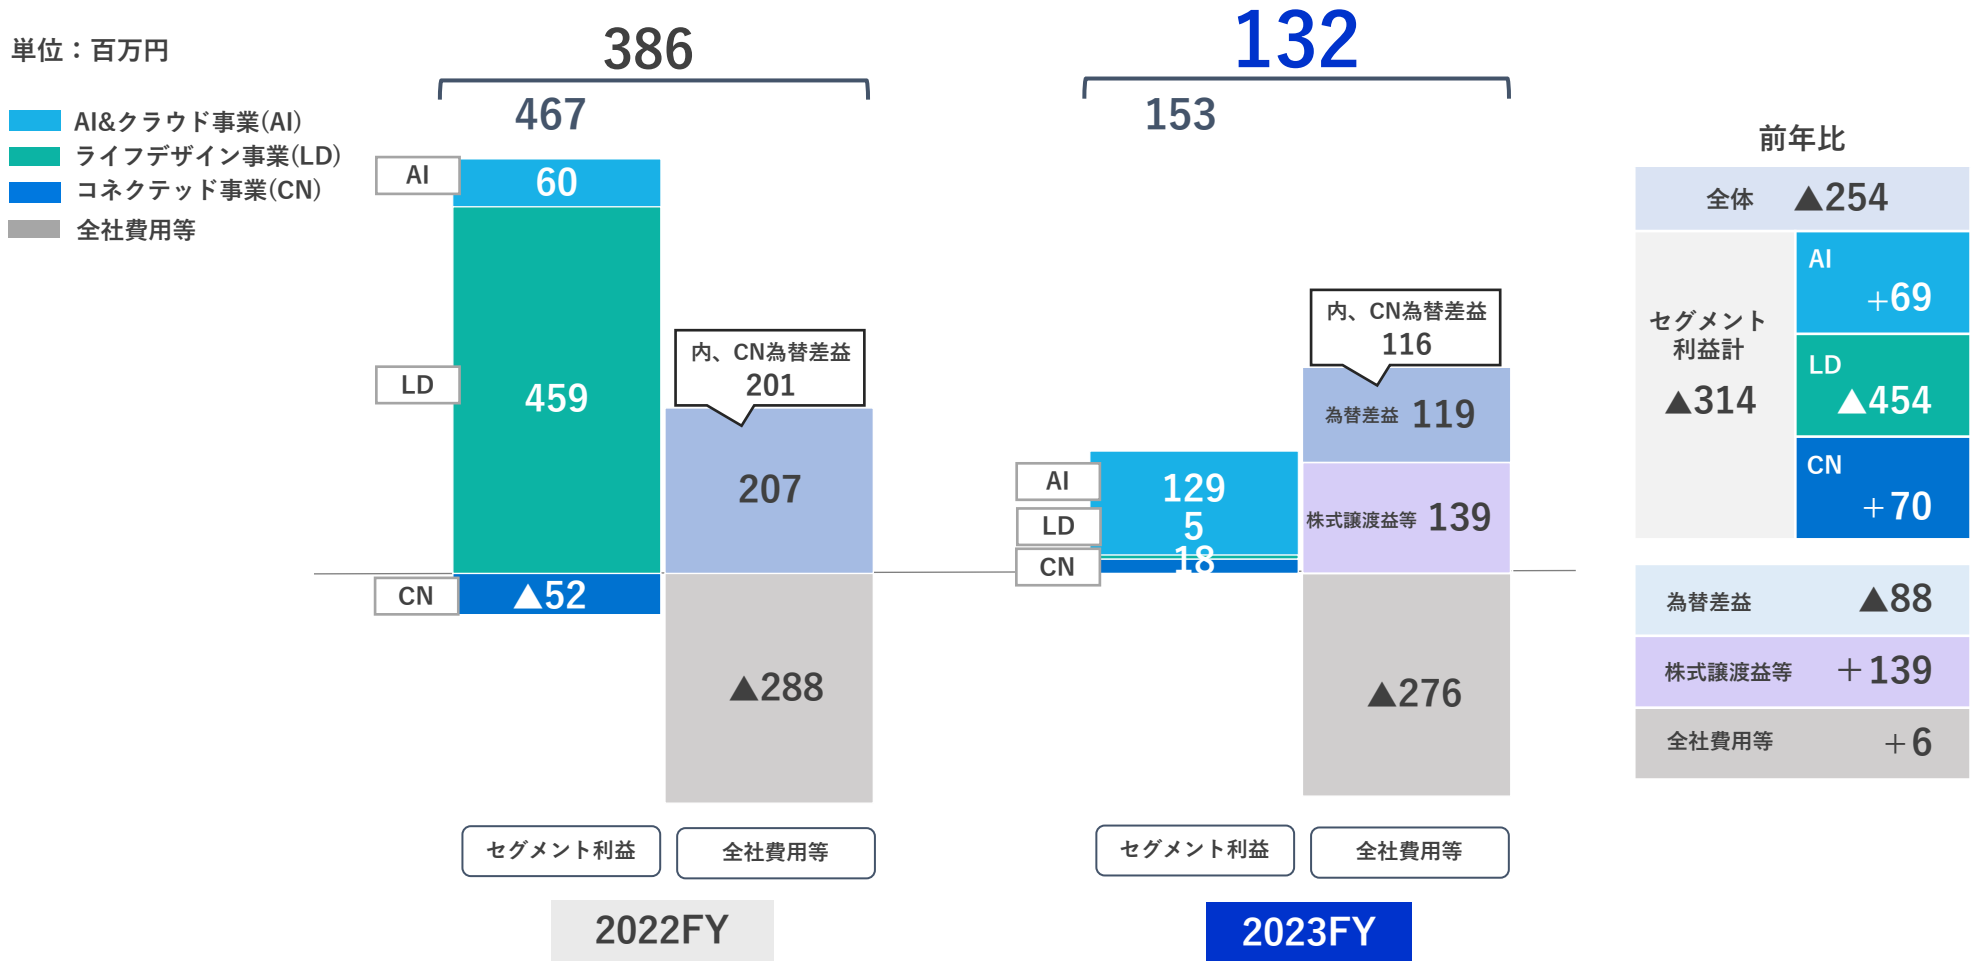 単位：百万円
AI&クラウド事業(AI)
ライフデザイン事業(LD)
コネクテッド事業(CN)
全社費用等
386
467
AI
60
LD
459
CN
▲52
内、CN為替差益
201
207
▲288
セグメント利益
全社費用等
2022FY
132
153
AI
129
LD
5
CN
18
内、CN為替差益
116
為替差益 119
株式譲渡益等 139
▲276
セグメント利益
全社費用等
2023FY
前年比
全体 ▲254
セグメント
利益計
▲314
AI
+69
LD
▲454
CN
+70
為替差益 ▲88
株式譲渡益等 +139
全社費用等 +6